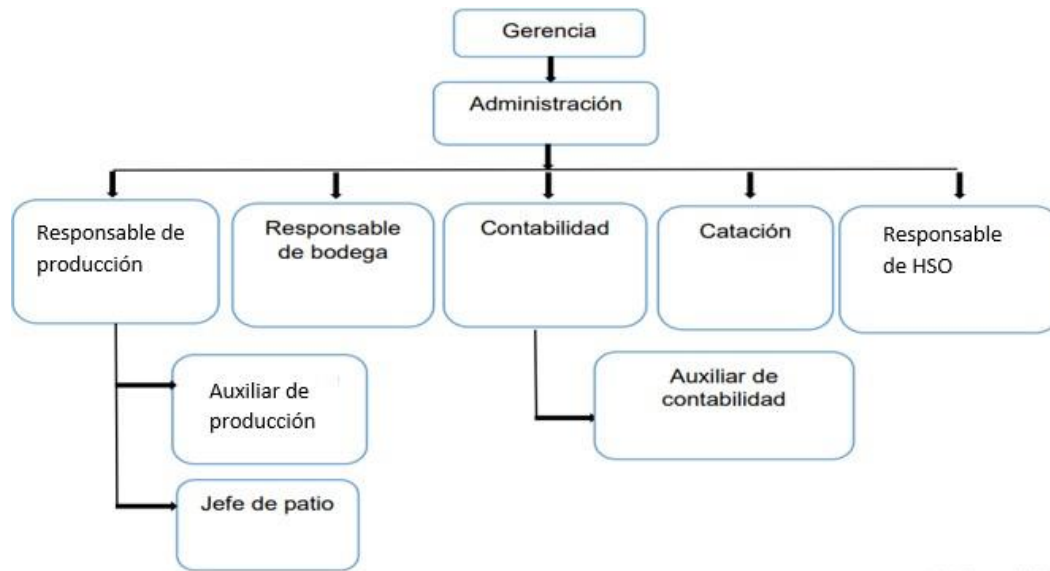 Gerencia
Administración
Responsable de
producción
Responsable
de bodega
Contabilidad
Catación
Responsable
de HSO
Auxiliar de
producción
Auxiliar de
contabilidad
Jefe de patio